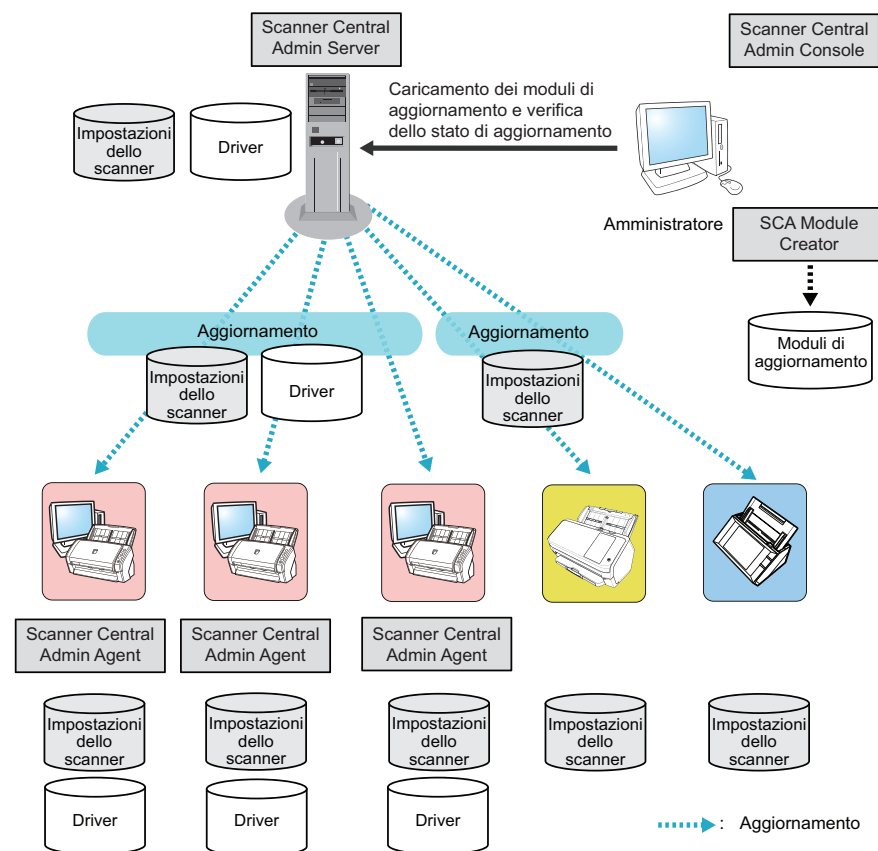 Scanner Central
Admin Server
Scanner Central
Admin Console
Caricamento dei moduli di
aggiornamento e verifica
dello stato di aggiornamento
Impostazioni
dello
scanner
Driver
Amministratore
SCA Module
Creator
Aggiornamento
Aggiornamento
Moduli di
aggiornamento
Impostazioni
dello
scanner
Driver
Impostazioni
dello
scanner
Scanner Central
Admin Agent
Scanner Central
Admin Agent
Scanner Central
Admin Agent
Impostazioni
dello
scanner
Impostazioni
dello
scanner
Impostazioni
dello
scanner
Impostazioni
dello
scanner
Impostazioni
dello
scanner
Driver
Driver
Driver
: Aggiornamento